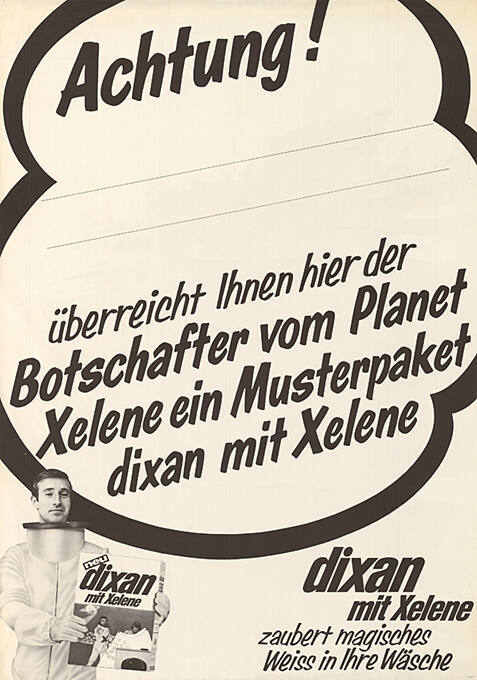 Achtung!
überreicht Ihnen hier der
Botschafter vom Planet
Xelene ein Musterpaket
dixan mit Xelene
neu
dixan
mit Xelene
dixan
mit Xelene
zaubert magisches
Weiss in Ihre Wäsche